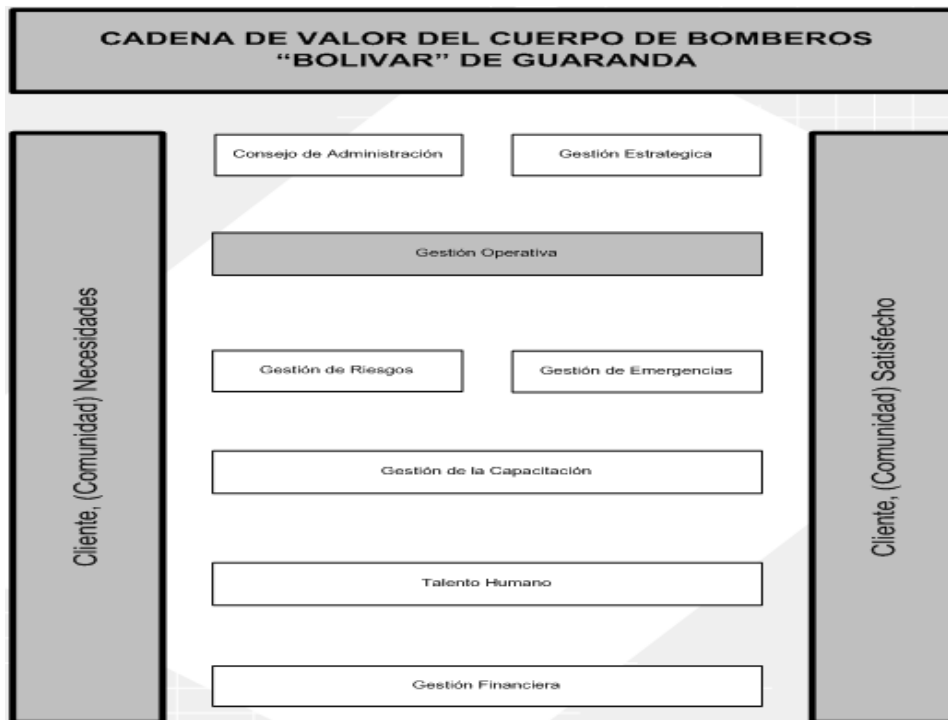 CADENA DE VALOR DEL CUERPO DE BOMBEROS
“BOLIVAR” DE GUARANDA
Cliente, (Comunidad) Necesidades
Consejo de Administración
Gestión Estrategica
Gestión Operativa
Gestión de Riesgos
Gestión de Emergencias
Gestión de la Capacitación
Talento Humano
Gestión Financiera
Cliente, (Comunidad) Satisfecho